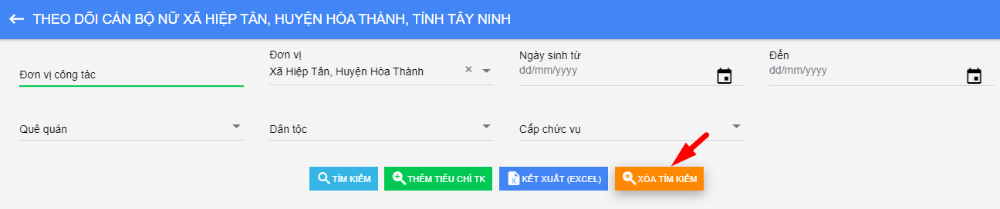 THEO DÕI CÁN BỘ NỮ XÃ HIỆP TÂN, HUYỆN HÒA THÀNH, TÍNH TÂY NINH
Đơn vị công tác
Đơn vị
Xã Hiệp Tân, Huyện Hòa Thành
Ngày sinh từ
dd/mm/yyyy
Đến
dd/mm/yyyy
Quê quán
Dân tộc
Cấp chức vụ
TÌM KIẾM
THÊM TIÊU CHÍ TK
KẾT XUẤT (EXCEL)
XÓA TÌM KIẾM